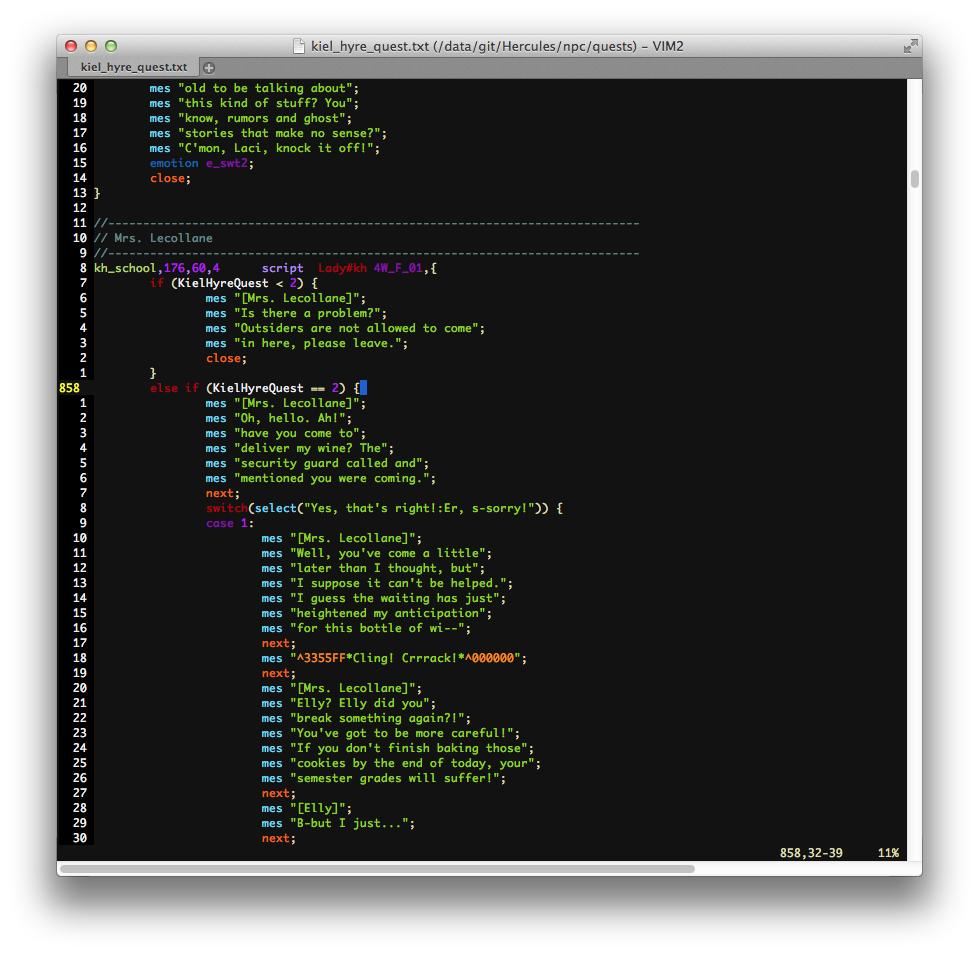 kiel_hyre_quest.txt (/data/git/Hercules/npc/quests) - VIM2
kiel_hyre_quest.txt
20 mes "old to be talking about";
19 mes "this kind of stuff? You";
18 mes "know, rumors and ghost";
17 mes "stories that make no sense?";
16 mes "C'mon, Laci, knock it off!";
15 emotion e_swt2;
14 close;
13 }
12
11 //----------------------------------------------------------------------------
10 // Mrs. Lecollane
9 //----------------------------------------------------------------------------
8 kh_school,176,60,4 script Lady#kh 4W_F_01,{
7 if (KielHyreQuest < 2) {
6 mes "[Mrs. Lecollane]";
5 mes "Is there a problem?";
4 mes "Outsiders are not allowed to come";
3 mes "in here, please leave.";
2 close;
1 }
858 else if (KielHyreQuest == 2) {
1 mes "[Mrs. Lecollane]";
2 mes "Oh, hello. Ah!";
3 mes "have you come to";
4 mes "deliver my wine? The";
5 mes "security guard called and";
6 mes "mentioned you were coming.";
7 next;
8 switch(select("Yes, that's right!:Er, s-sorry!")) {
9 case 1:
10 mes "[Mrs. Lecollane]";
11 mes "Well, you've come a little";
12 mes "later than I thought, but";
13 mes "I suppose it can't be helped.";
14 mes "I guess the waiting has just";
15 mes "heightened my anticipation";
16 mes "for this bottle of wi--";
17 next;
18 mes "^3355FF*Cling! Crrrack!*^000000";
19 next;
20 mes "[Mrs. Lecollane]";
21 mes "Elly? Elly did you";
22 mes "break something again?!";
23 mes "You've got to be more careful!";
24 mes "If you don't finish baking those";
25 mes "cookies by the end of today, your";
26 mes "semester grades will suffer!";
27 next;
28 mes "[Elly]";
29 mes "B-but I just...";
30 next;
858,32-39 11%